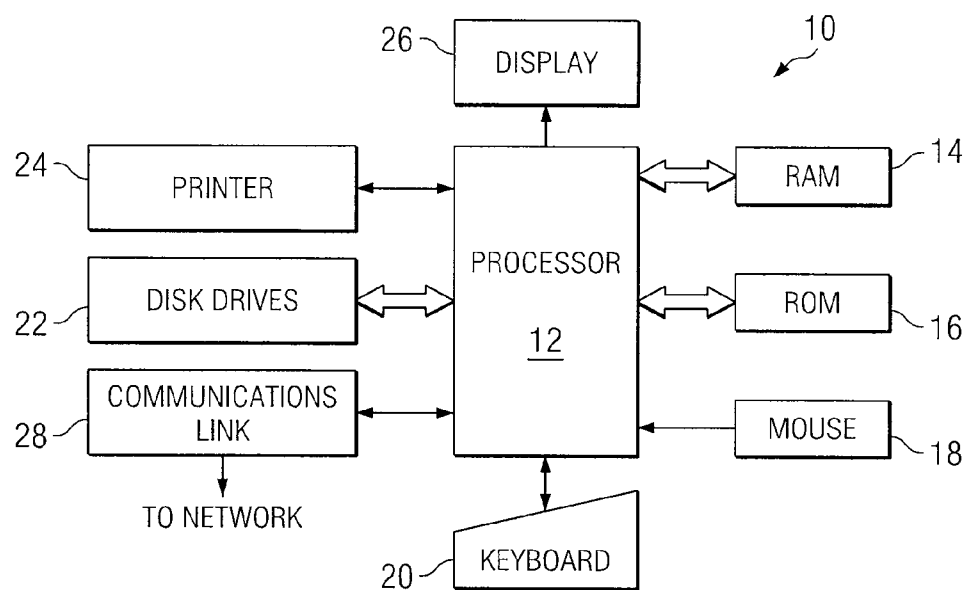 26
DISPLAY
10
24
PRINTER
14
RAM
PROCESSOR
12
22
DISK DRIVES
16
ROM
28
COMMUNICATIONS
LINK
18
MOUSE
TO NETWORK
20
KEYBOARD